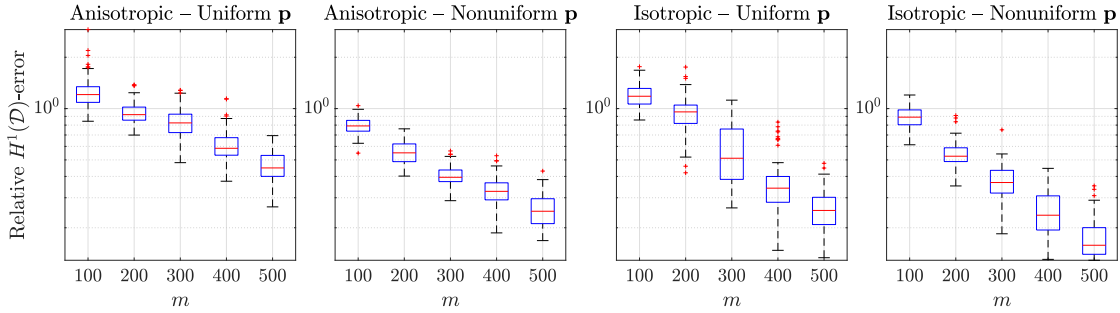 Anisotropic – Uniform p
Anisotropic – Nonuniform p
Isotropic – Uniform p
Isotropic – Nonuniform p
Relative H¹(𝒟)-error
10⁰
10⁰
10⁰
10⁰
100 200 300 400 500
100 200 300 400 500
100 200 300 400 500
100 200 300 400 500
m
m
m
m